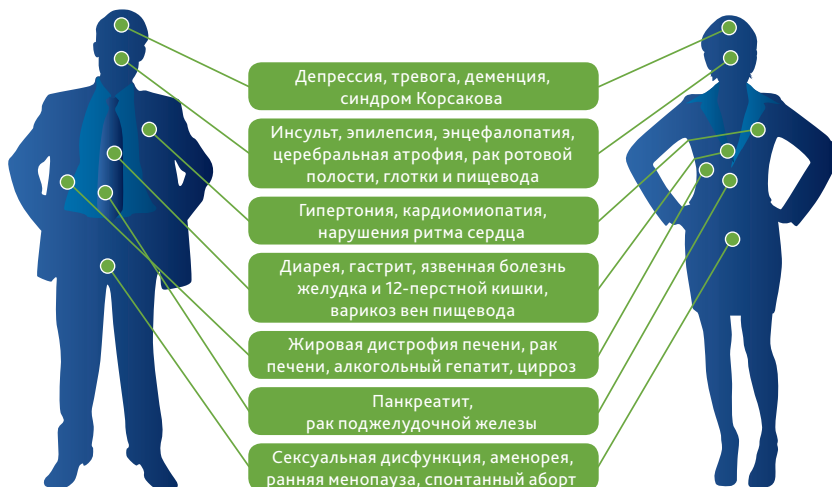 Депрессия, тревога, деменция,
синдром Корсакова
Инсульт, эпилепсия, энцефалопатия,
церебральная атрофия, рак ротовой
полости, глотки и пищевода
Гипертония, кардиомиопатия,
нарушения ритма сердца
Диарея, гастрит, язвенная болезнь
желудка и 12-перстной кишки,
варикоз вен пищевода
Жировая дистрофия печени, рак
печени, алкогольный гепатит, цирроз
Панкреатит,
рак поджелудочной железы
Сексуальная дисфункция, аменорея,
ранняя менопауза, спонтанный аборт